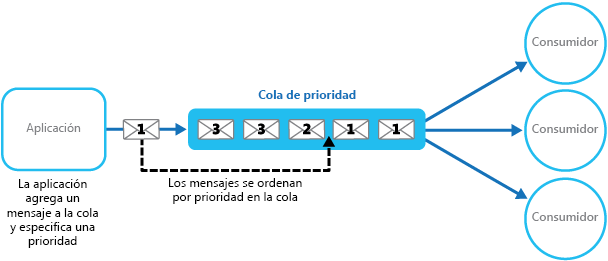 Aplicación
La aplicación
agrega un
mensaje a la cola
y especifica una
prioridad
1
Cola de prioridad
3 3 2 1 1
Los mensajes se ordenan
por prioridad en la cola
Consumidor
Consumidor
Consumidor